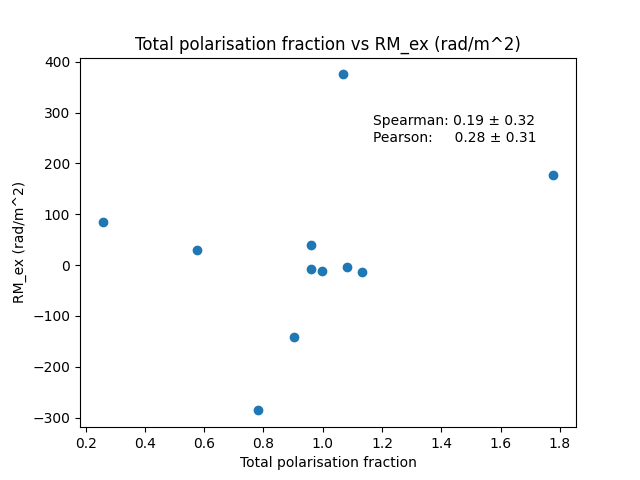 Total polarisation fraction vs RM_ex (rad/m^2)
400
300
200
100
0
−100
−200
−300
RM_ex (rad/m^2)
Spearman: 0.19 ± 0.32
Pearson: 0.28 ± 0.31
0.2 0.4 0.6 0.8 1.0 1.2 1.4 1.6 1.8
Total polarisation fraction